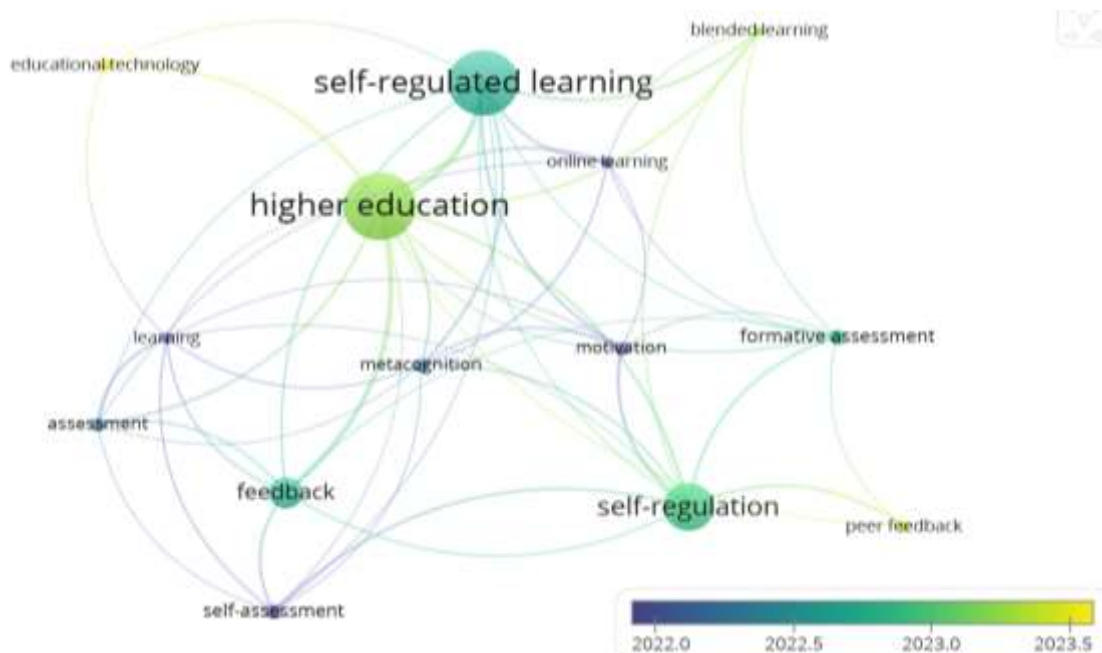 blended learning
educational technology
self-regulated learning
online learning
higher education
learning
metacognition
motivation
formative assessment
assessment
feedback
self-regulation
peer feedback
self-assessment
2022.0 2022.5 2023.0 2023.5